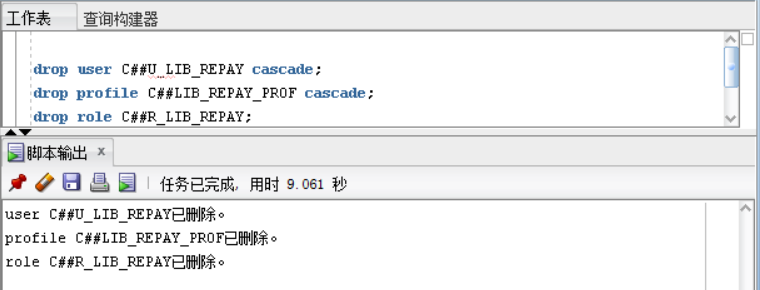 工作表 查询构建器
drop user C##U_LIB_REPAY cascade;
drop profile C##LIB_REPAY_PROF cascade;
drop role C##R_LIB_REPAY;
脚本输出 x
任务已完成, 用时 9.061 秒
user C##U_LIB_REPAY已删除。
profile C##LIB_REPAY_PROF已删除。
role C##R_LIB_REPAY已删除。